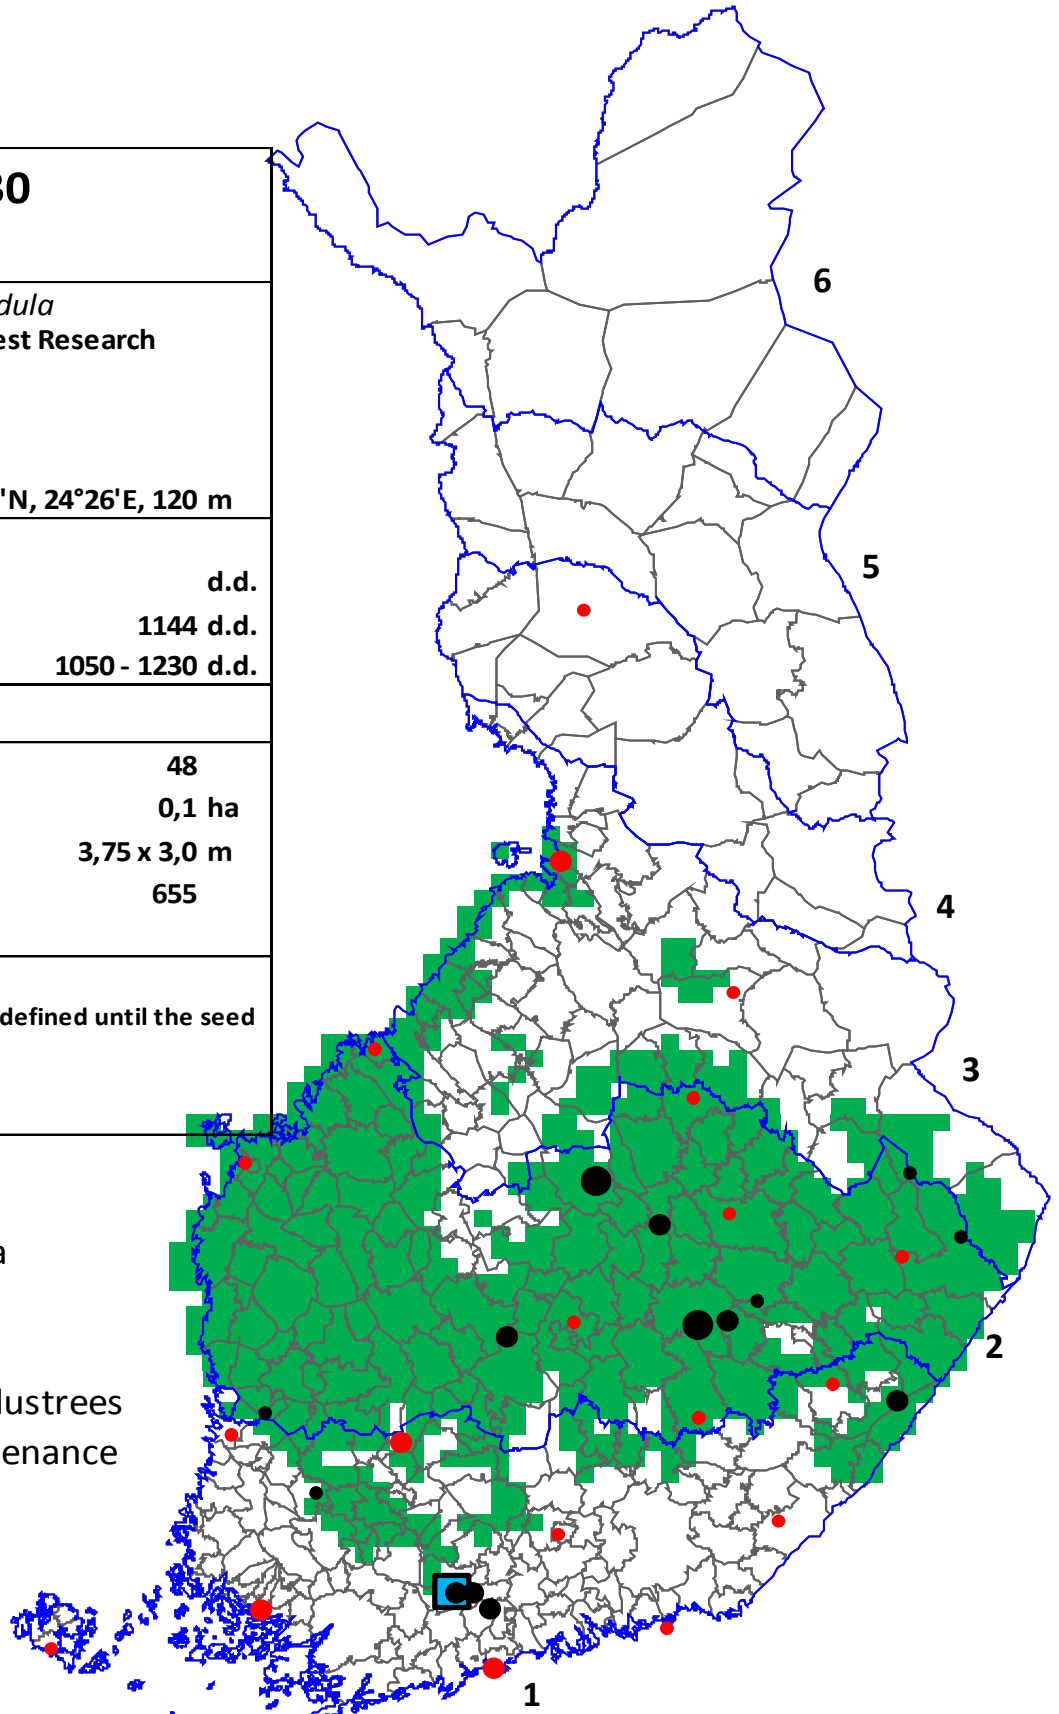 30
dula
est Research
'N, 24°26'E, 120 m
d.d.
1144 d.d.
1050 - 1230 d.d.
48
0,1 ha
3,75 x 3,0 m
655
defined until the seed
a
lustrees
enance
6
5
4
3
2
1